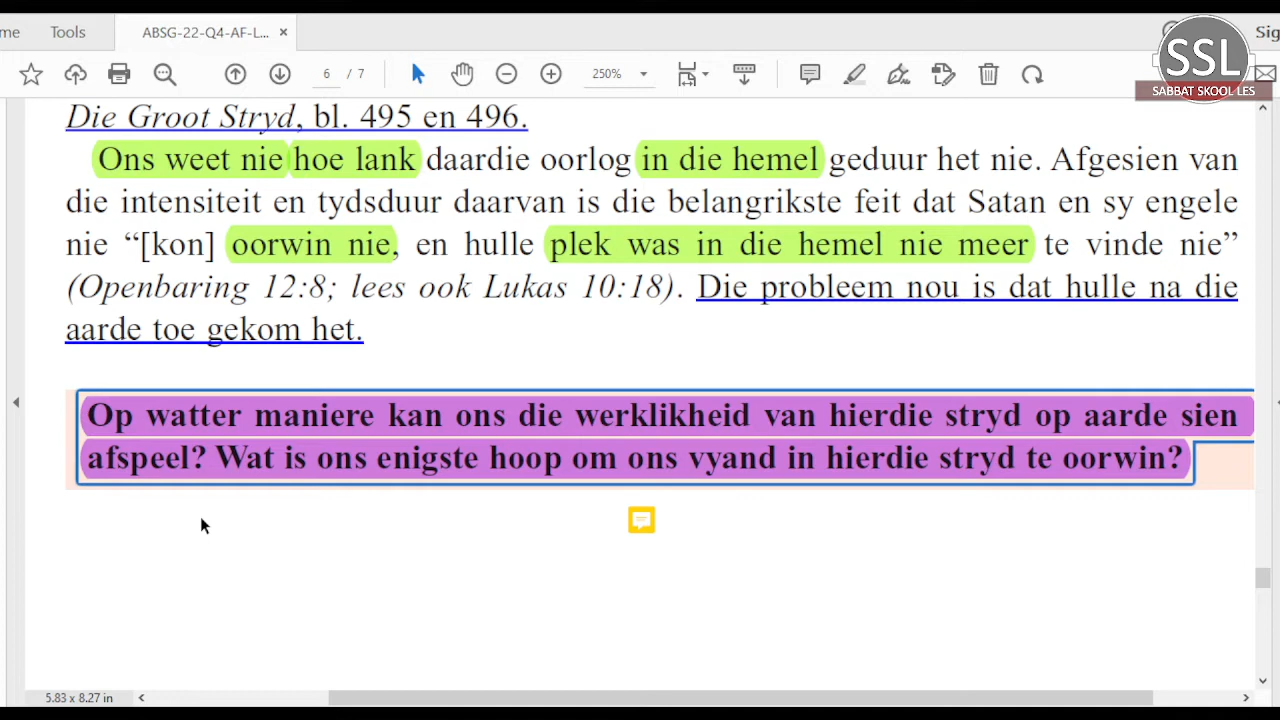 me Tools ABSG-22-Q4-AF-L... × Sig
6 / 7 250%
SSL
SABBAT SKOOL LES
Die Groot Stryd, bl. 495 en 496.
Ons weet nie hoe lank daardie oorlog in die hemel geduur het nie. Afgesien van
die intensiteit en tydsduur daarvan is die belangrikste feit dat Satan en sy engele
nie “[kon] oorwin nie, en hulle plek was in die hemel nie meer te vinde nie”
(Openbaring 12:8; lees ook Lukas 10:18). Die probleem nou is dat hulle na die
aarde toe gekom het.
Op watter maniere kan ons die werklikheid van hierdie stryd op aarde sien
afspeel? Wat is ons enigste hoop om ons vyand in hierdie stryd te oorwin?
5.83 x 8.27 in